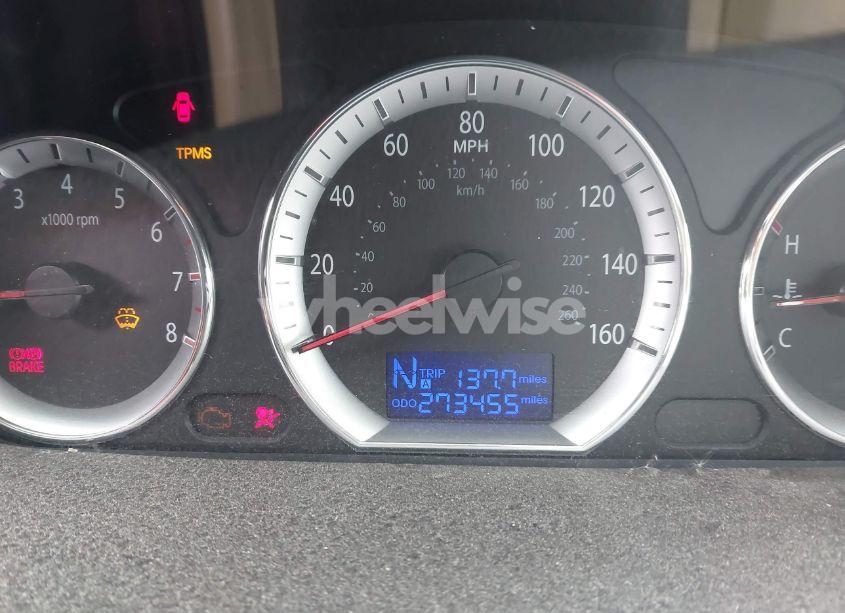 TPMS
3 4 5 6 7 8
x1000 rpm
BRAKE
0 20 40 60 80 100 120 140 160
MPH
20 40 60 80 100 120 140 160 180 200 220 240 260
km/h
wheelwise
N TRIP A 137.7 miles
ODO 273455 miles
H
C